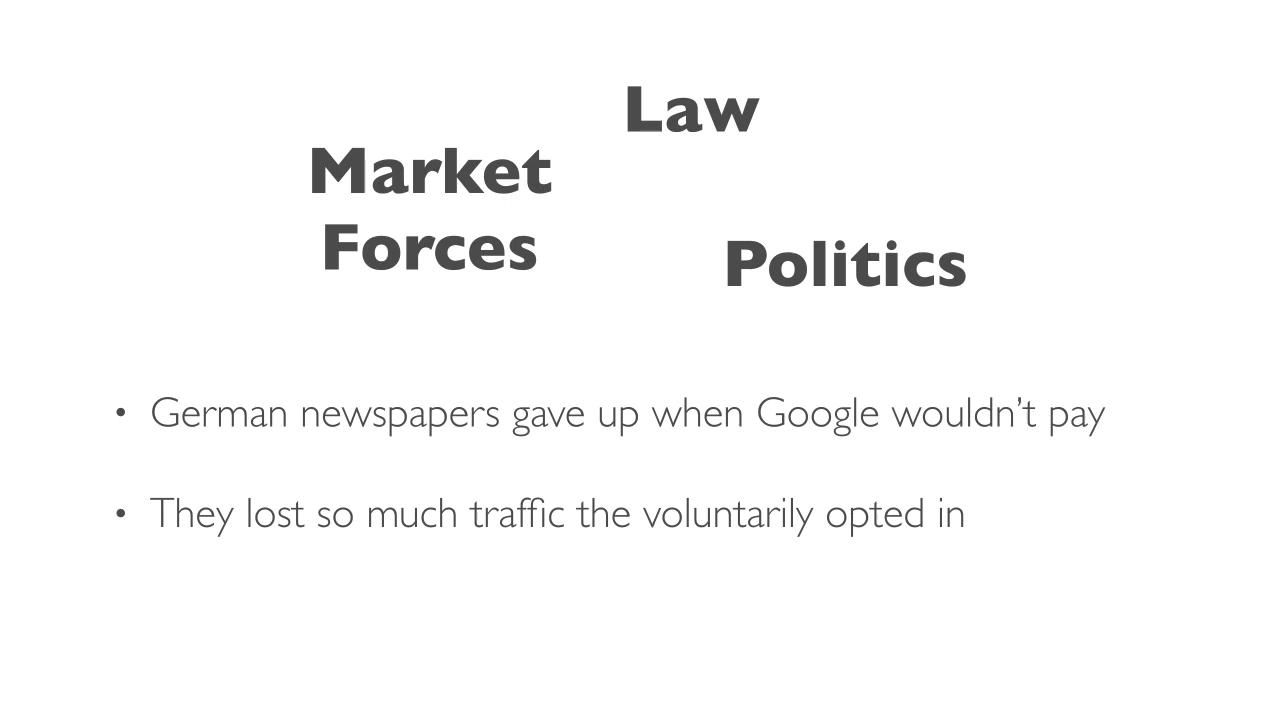 Law
Market
Forces
Politics
• German newspapers gave up when Google wouldn’t pay
• They lost so much traffic the voluntarily opted in